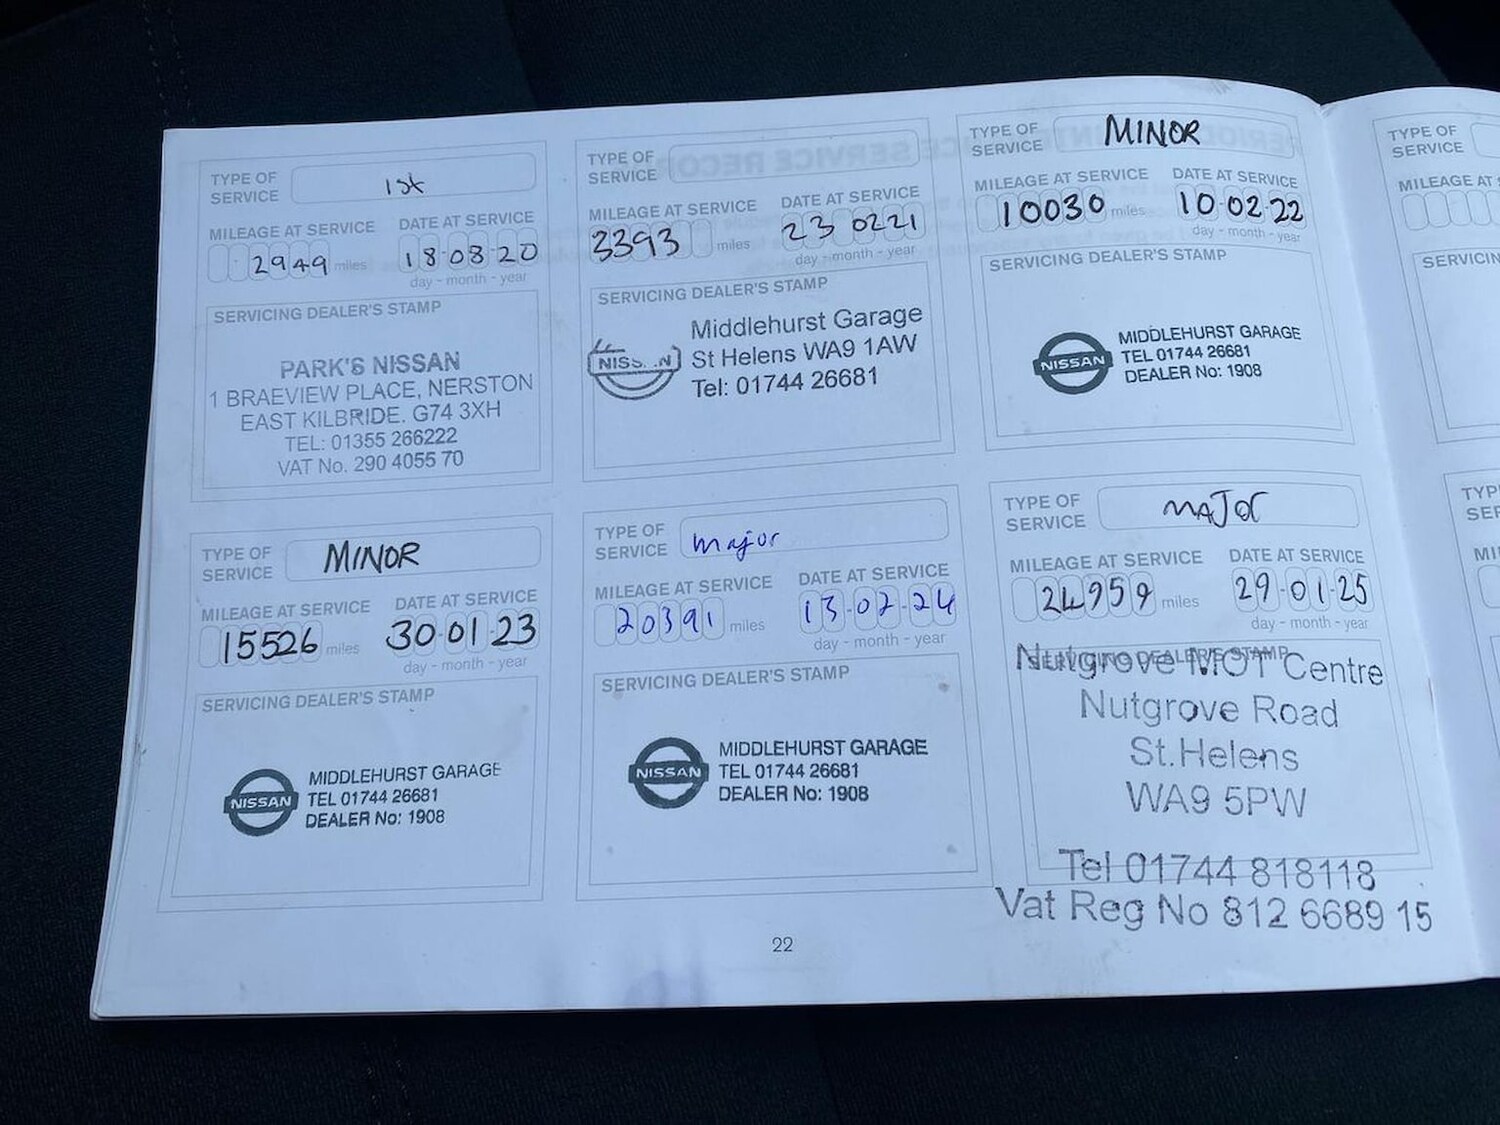 TYPE OF
SERVICE
1st
MILEAGE AT SERVICE
DATE AT SERVICE
2949 miles
18-08-20
day - month - year
SERVICING DEALER'S STAMP
PARK'S NISSAN
1 BRAEVIEW PLACE, NERSTON
EAST KILBRIDE. G74 3XH
TEL: 01355 266222
VAT No. 290 4055 70
TYPE OF
SERVICE
MILEAGE AT SERVICE
DATE AT SERVICE
3393 miles
23 02 21
day - month - year
SERVICING DEALER'S STAMP
Middlehurst Garage
St Helens WA9 1AW
Tel: 01744 26681
TYPE OF
SERVICE
MINOR
MILEAGE AT SERVICE
DATE AT SERVICE
10030 miles
10-02-22
day - month - year
SERVICING DEALER'S STAMP
NISSAN
MIDDLEHURST GARAGE
TEL 01744 26681
DEALER No: 1908
TYPE OF
SERVICE
MINOR
MILEAGE AT SERVICE
DATE AT SERVICE
15526 miles
30-01-23
day - month - year
SERVICING DEALER'S STAMP
NISSAN
MIDDLEHURST GARAGE
TEL 01744 26681
DEALER No: 1908
TYPE OF
SERVICE
major
MILEAGE AT SERVICE
DATE AT SERVICE
20391 miles
13-02-24
day - month - year
SERVICING DEALER'S STAMP
NISSAN
MIDDLEHURST GARAGE
TEL 01744 26681
DEALER No: 1908
TYPE OF
SERVICE
MAJOR
MILEAGE AT SERVICE
DATE AT SERVICE
24959 miles
29-01-25
day - month - year
SERVICING DEALER'S STAMP
Nutgrove MOT Centre
Nutgrove Road
St.Helens
WA9 5PW
Tel 01744 818118
Vat Reg No 812 6689 15
22
TYPE OF
SERVICE
MILEAGE AT